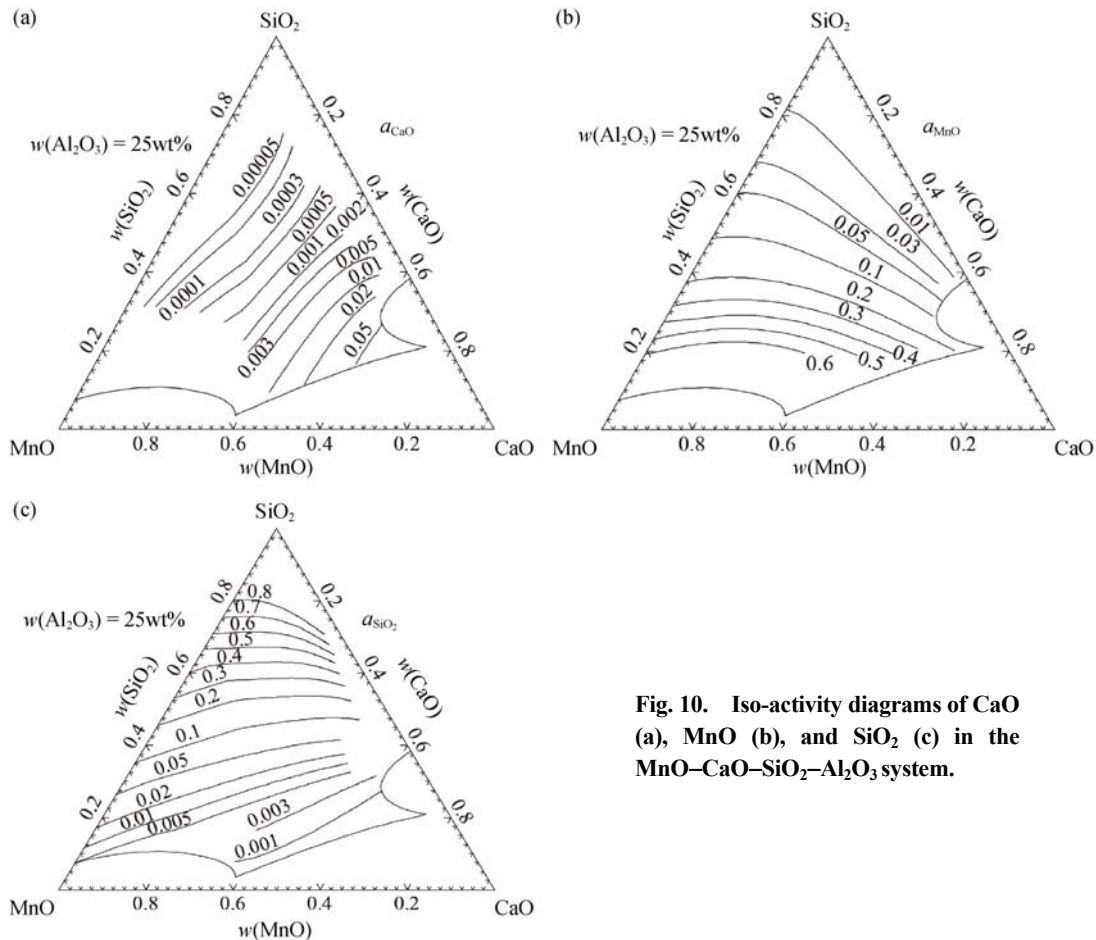 (a)
SiO₂
0.8
0.2
a_CaO
w(Al₂O₃) = 25wt%
0.00005
0.6
0.4
w(SiO₂)
w(CaO)
0.0003
0.0005
0.002
0.001
0.4
0.6
0.005
0.01
0.0001
0.02
0.2
0.003
0.05
0.8
MnO
0.8
0.6
0.4
0.2
CaO
w(MnO)
(b)
SiO₂
0.8
0.2
a_MnO
w(Al₂O₃) = 25wt%
0.6
0.4
w(SiO₂)
w(CaO)
0.01
0.05
0.03
0.4
0.6
0.1
0.2
0.3
0.2
0.4
0.8
0.6
0.5
MnO
0.8
0.6
0.4
0.2
CaO
w(MnO)
(c)
SiO₂
0.8
0.8
0.2
0.7
w(Al₂O₃) = 25wt%
0.6
a_SiO₂
0.5
0.6
0.4
0.4
w(SiO₂)
w(CaO)
0.3
0.2
0.4
0.1
0.6
0.05
0.2
0.02
0.01
0.003
0.8
0.005
0.001
MnO
0.8
0.6
0.4
0.2
CaO
w(MnO)
Fig. 10. Iso-activity diagrams of CaO
(a), MnO (b), and SiO₂ (c) in the
MnO–CaO–SiO₂–Al₂O₃ system.